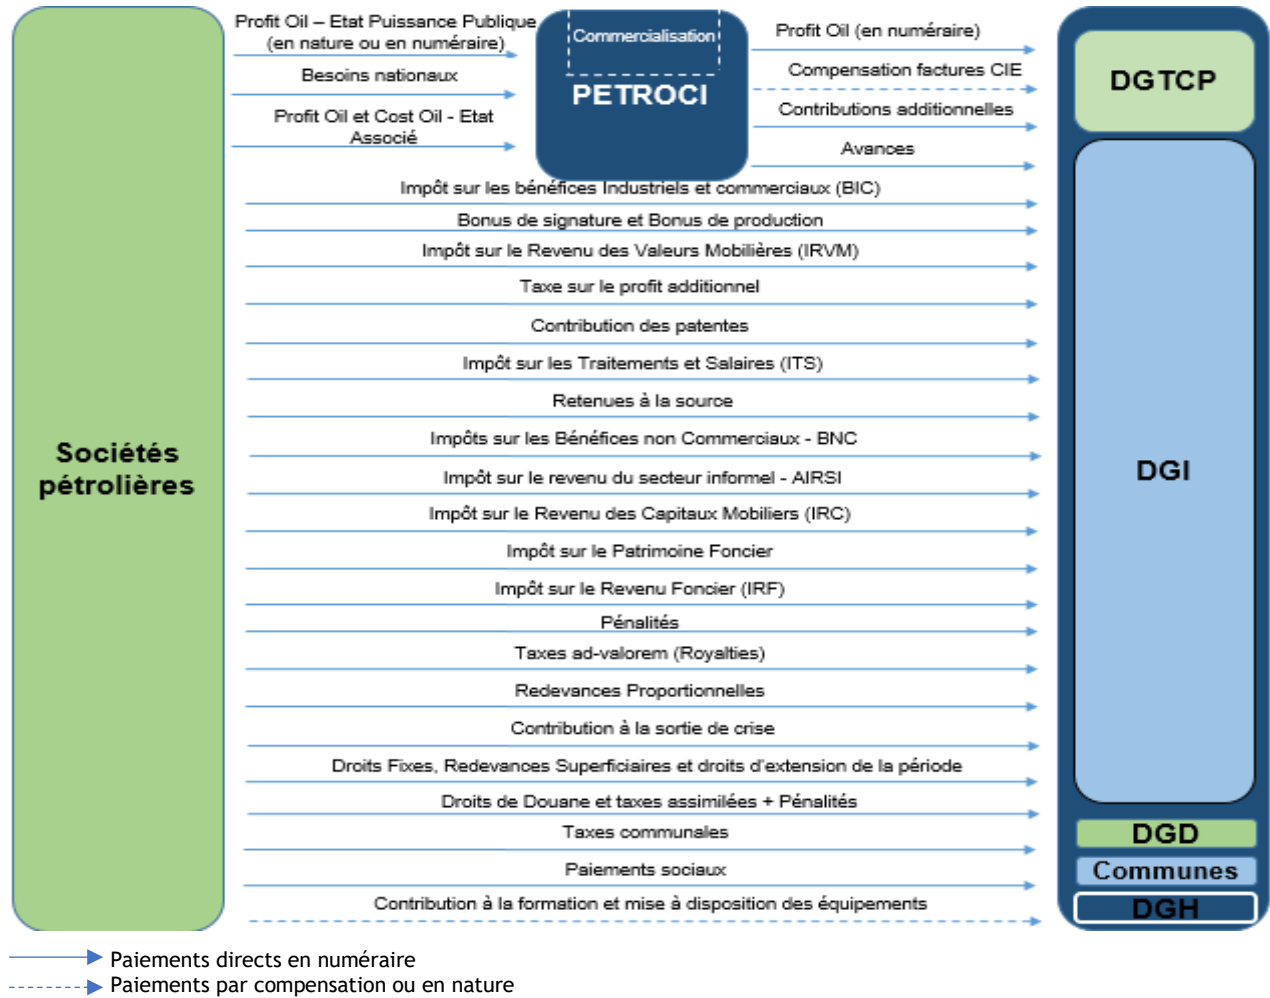 Profit Oil – Etat Puissance Publique
(en nature ou en numéraire)
Besoins nationaux
Profit Oil et Cost Oil - Etat
Associé
Commercialisation
PETROCI
Profit Oil (en numéraire)
Compensation factures CIE
Contributions additionnelles
Avances
DGTCP
Impôt sur les bénéfices Industriels et commerciaux (BIC)
Bonus de signature et Bonus de production
Impôt sur le Revenu des Valeurs Mobilières (IRVM)
Taxe sur le profit additionnel
Contribution des patentes
Impôt sur les Traitements et Salaires (ITS)
Retenues à la source
Impôts sur les Bénéfices non Commerciaux - BNC
Impôt sur le revenu du secteur informel - AIRSI
Impôt sur le Revenu des Capitaux Mobiliers (IRC)
Impôt sur le Patrimoine Foncier
Impôt sur le Revenu Foncier (IRF)
Pénalités
Taxes ad-valorem (Royalties)
Redevances Proportionnelles
Contribution à la sortie de crise
Droits Fixes, Redevances Superficiaires et droits d'extension de la période
Droits de Douane et taxes assimilées + Pénalités
Taxes communales
Paiements sociaux
Contribution à la formation et mise à disposition des équipements
Sociétés
pétrolières
DGI
DGD
Communes
DGH
Paiements directs en numéraire
Paiements par compensation ou en nature